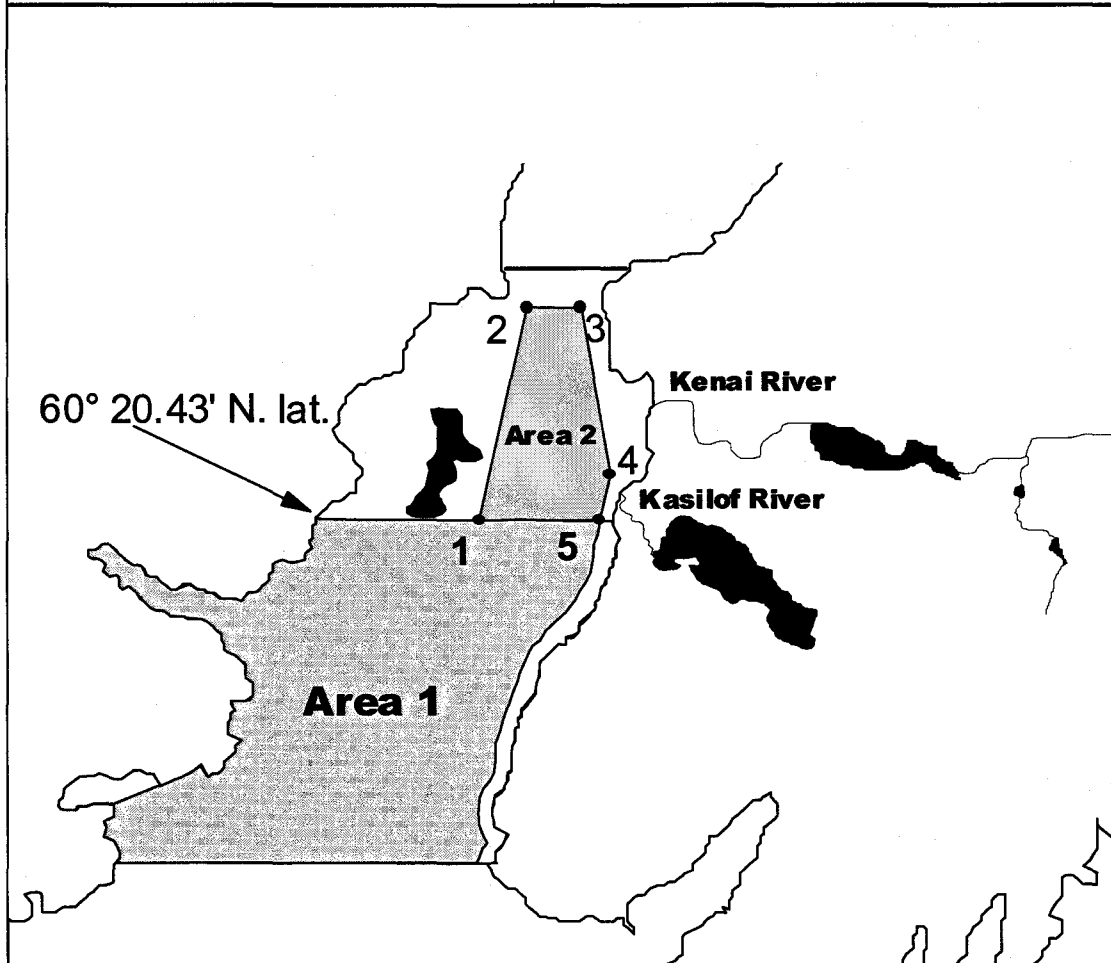 2
3
Kenai River
60° 20.43' N. lat.
Area 2
4
Kasilof River
1
5
Area 1